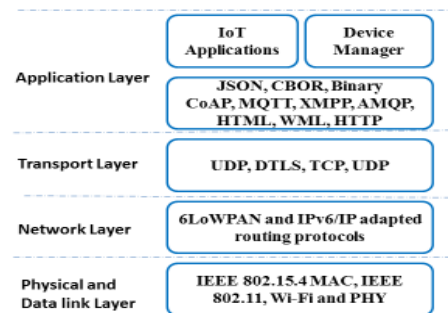 IoT
Applications
Device
Manager
Application Layer
JSON, CBOR, Binary
CoAP, MQTT, XMPP, AMQP,
HTML, WML, HTTP
Transport Layer
UDP, DTLS, TCP, UDP
Network Layer
6LoWPAN and IPv6/IP adapted
routing protocols
Physical and
Data link Layer
IEEE 802.15.4 MAC, IEEE
802.11, Wi-Fi and PHY